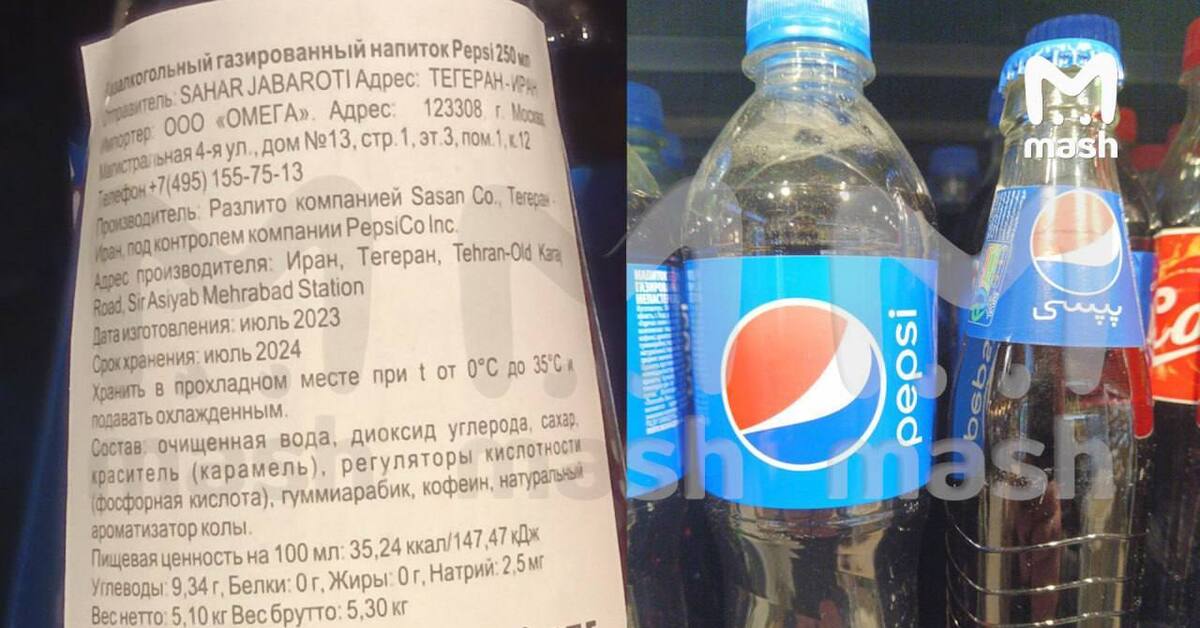 алкогольный газированный напиток Pepsi 250 мл
правитель: SAHAR JABAROTI Адрес: ТЕГЕРАН-ИРАН
портер: ООО «ОМЕГА». Адрес: 123308 г. Москва
Магистральная 4-я ул., дом №13, стр. 1, эт.3, пом.1, к.12
Телефон +7(495) 155-75-13
Производитель: Разлито компанией Sasan Co., Тегеран-
Иран, под контролем компании PepsiCo Inc.
Адрес производителя: Иран, Тегеран, Tehran-Old Karaj
Road, Sir Asiyab Mehrabad Station
Дата изготовления: июль 2023
Срок хранения: июль 2024
Хранить в прохладном месте при t от 0°С до 35°С и
подавать охлажденным.
Состав: очищенная вода, диоксид углерода, сахар,
краситель (карамель), регуляторы кислотности
(фосфорная кислота), гуммиарабик, кофеин, натуральный
ароматизатор колы.
Пищевая ценность на 100 мл: 35,24 ккал/147,47 кДж
Углеводы: 9,34 г, Белки: 0 г, Жиры: 0 г, Натрий: 2,5 мг
Вес нетто: 5,10 кг Вес брутто: 5,30 кг
mash
pepsi
پپسی
pepsi
mash
mash